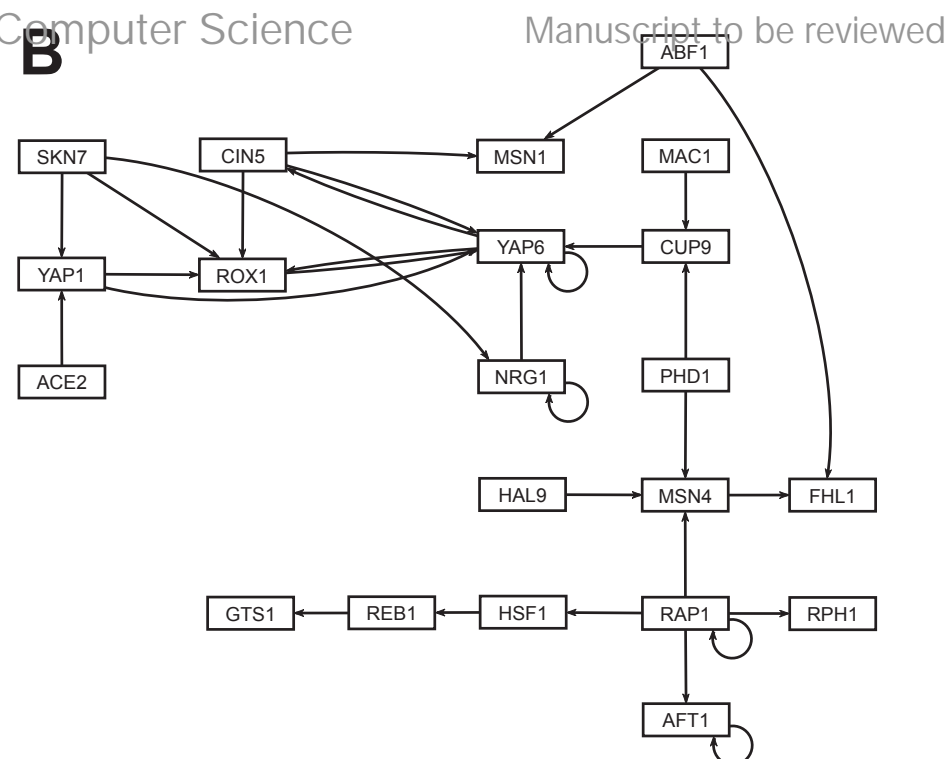 Computer Science Manuscript to be reviewed
B
ABF1
SKN7 CIN5 MSN1 MAC1
YAP6 CUP9
YAP1 ROX1
ACE2 NRG1 PHD1
HAL9 MSN4 FHL1
GTS1 REB1 HSF1 RAP1 RPH1
AFT1